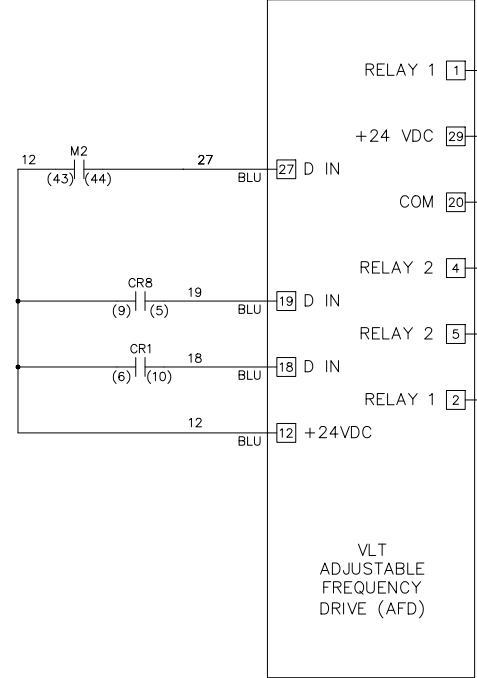 RELAY 1 1
+24 VDC 29
M2
12 27
(43) (44) BLU 27 D IN
COM 20
RELAY 2 4
CR8
19
(9) (5) BLU 19 D IN
RELAY 2 5
CR1
18
(6) (10) BLU 18 D IN
RELAY 1 2
12
BLU 12 +24VDC
VLT
ADJUSTABLE
FREQUENCY
DRIVE (AFD)